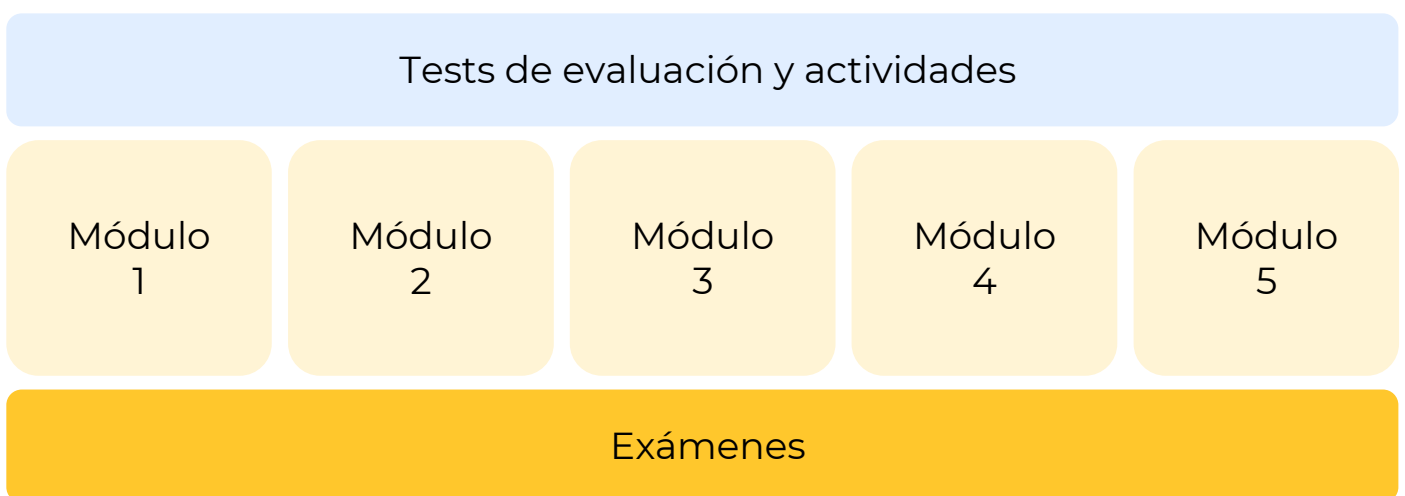 Tests de evaluación y actividades
Módulo
1
Módulo
2
Módulo
3
Módulo
4
Módulo
5
Exámenes